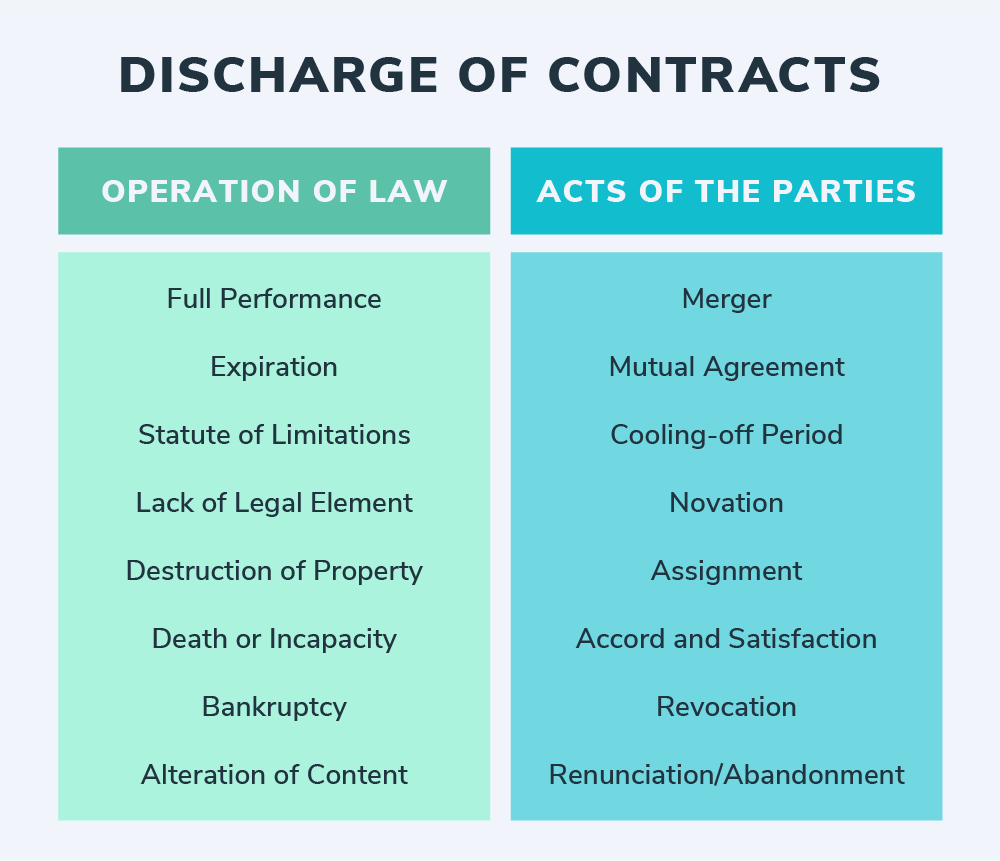 DISCHARGE OF CONTRACTS
OPERATION OF LAW
Full Performance
Expiration
Statute of Limitations
Lack of Legal Element
Destruction of Property
Death or Incapacity
Bankruptcy
Alteration of Content
ACTS OF THE PARTIES
Merger
Mutual Agreement
Cooling-off Period
Novation
Assignment
Accord and Satisfaction
Revocation
Renunciation/Abandonment